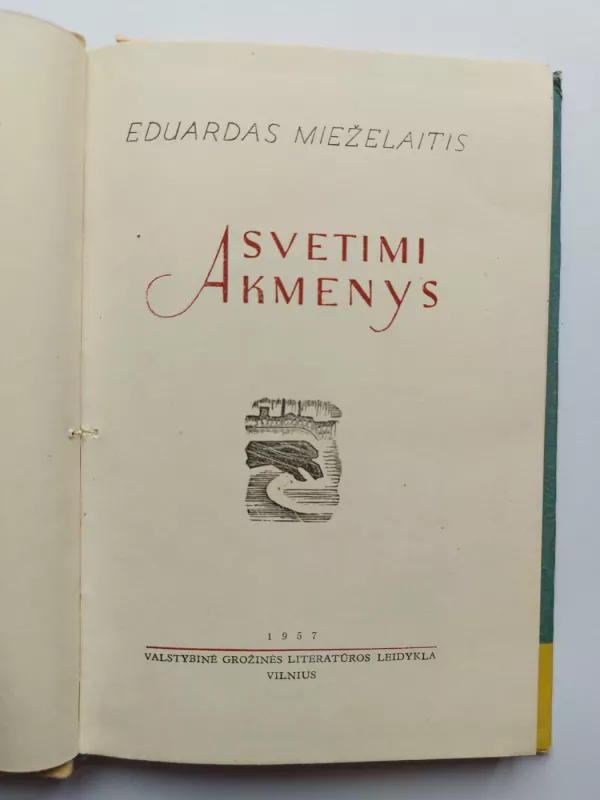 EDUARDAS MIEŽELAITIS
SVETIMI
AKMENYS
1957
VALSTYBINĖ GROŽINĖS LITERATŪROS LEIDYKLA
VILNIUS